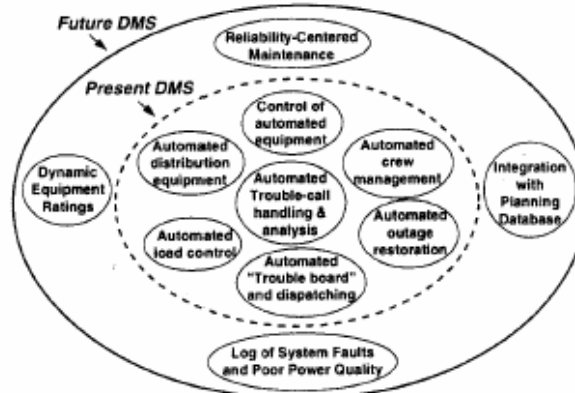 Future DMS
Reliability-Centered
Maintenance
Present DMS
Control of
automated
equipment
Automated
distribution
equipment
Automated
crew
management
Dynamic
Equipment
Ratings
Automated
Trouble-call
handling &
analysis
Integration
with
Planning
Database
Automated
load control
Automated
outage
restoration
Automated
"Trouble board"
and dispatching
Log of System Faults
and Poor Power Quality